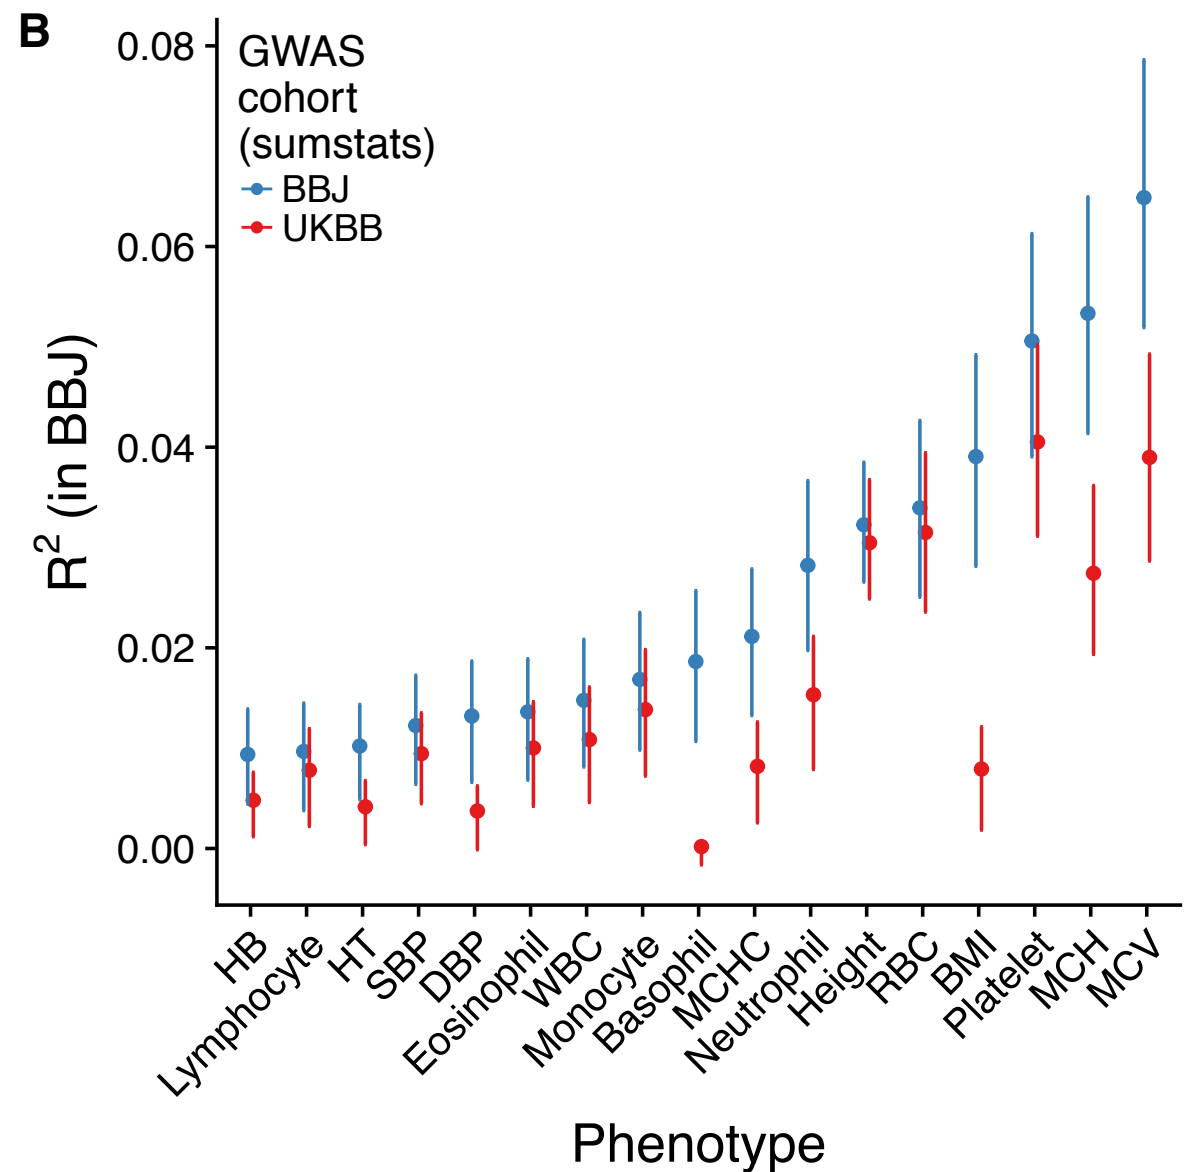 B
GWAS
cohort
(sumstats)
BBJ
UKBB
R² (in BBJ)
0.08
0.06
0.04
0.02
0.00
HB
Lymphocyte
HT
SBP
DBP
Eosinophil
WBC
Monocyte
Basophil
MCHC
Neutrophil
Height
RBC
BMI
Platelet
MCH
MCV
Phenotype